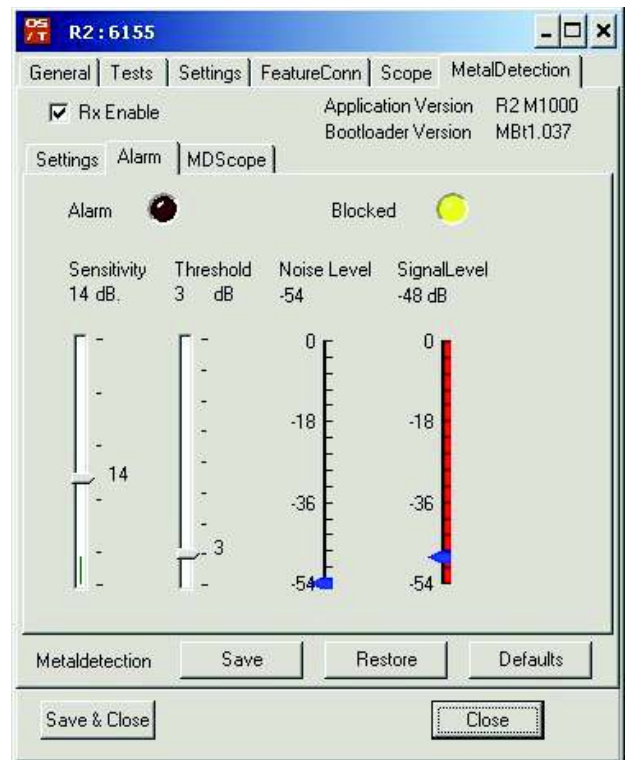 OS
/T R2:6155
General Tests Settings FeatureConn Scope MetalDetection
Rx Enable
Application Version R2 M1000
Bootloader Version MBt1.037
Settings Alarm MDScope
Alarm Blocked
Sensitivity Threshold Noise Level SignalLevel
14 dB. 3 dB -54 -48 dB
0 0
-18 -18
14
-36 -36
3
-54 -54
Metaldetection Save Restore Defaults
Save & Close Close